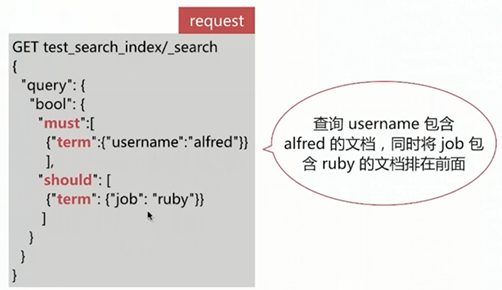 request
GET test_search_index/_search
{
"query": {
"bool": {
"must":[
{"term":{"username":"alfred"}}
],
"should": [
{"term": {"job": "ruby"}}
]
}
}
}
查询 username 包含
alfred 的文档，同时将 job 包
含 ruby 的文档排在前面